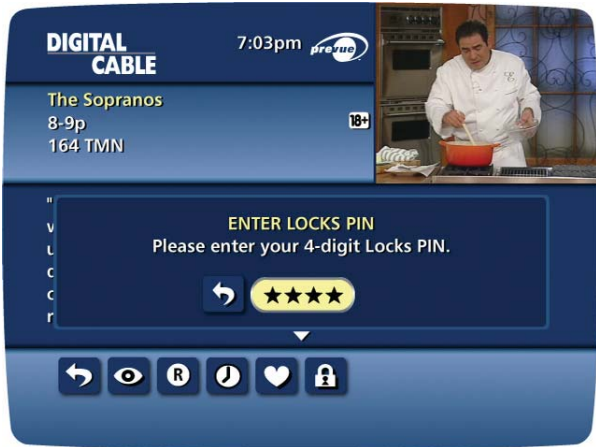 DIGITAL
CABLE
7:03pm
prevue
The Sopranos
8-9p
18+
164 TMN
"
ENTER LOCKS PIN
Please enter your 4-digit Locks PIN.
★★★★
R